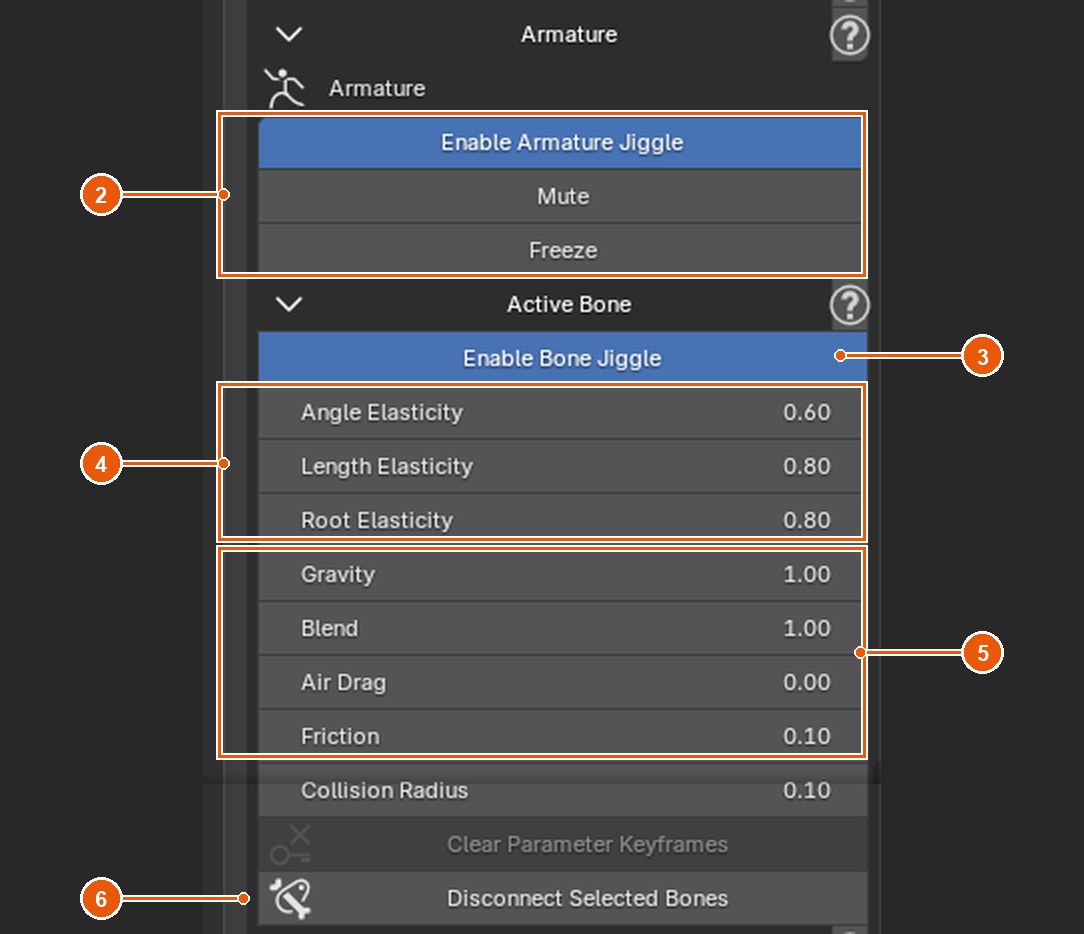 Armature
?
Armature
Enable Armature Jiggle
2
Mute
Freeze
Active Bone
?
Enable Bone Jiggle
3
Angle Elasticity 0.60
4
Length Elasticity 0.80
Root Elasticity 0.80
Gravity 1.00
Blend 1.00
5
Air Drag 0.00
Friction 0.10
Collision Radius 0.10
Clear Parameter Keyframes
6
Disconnect Selected Bones